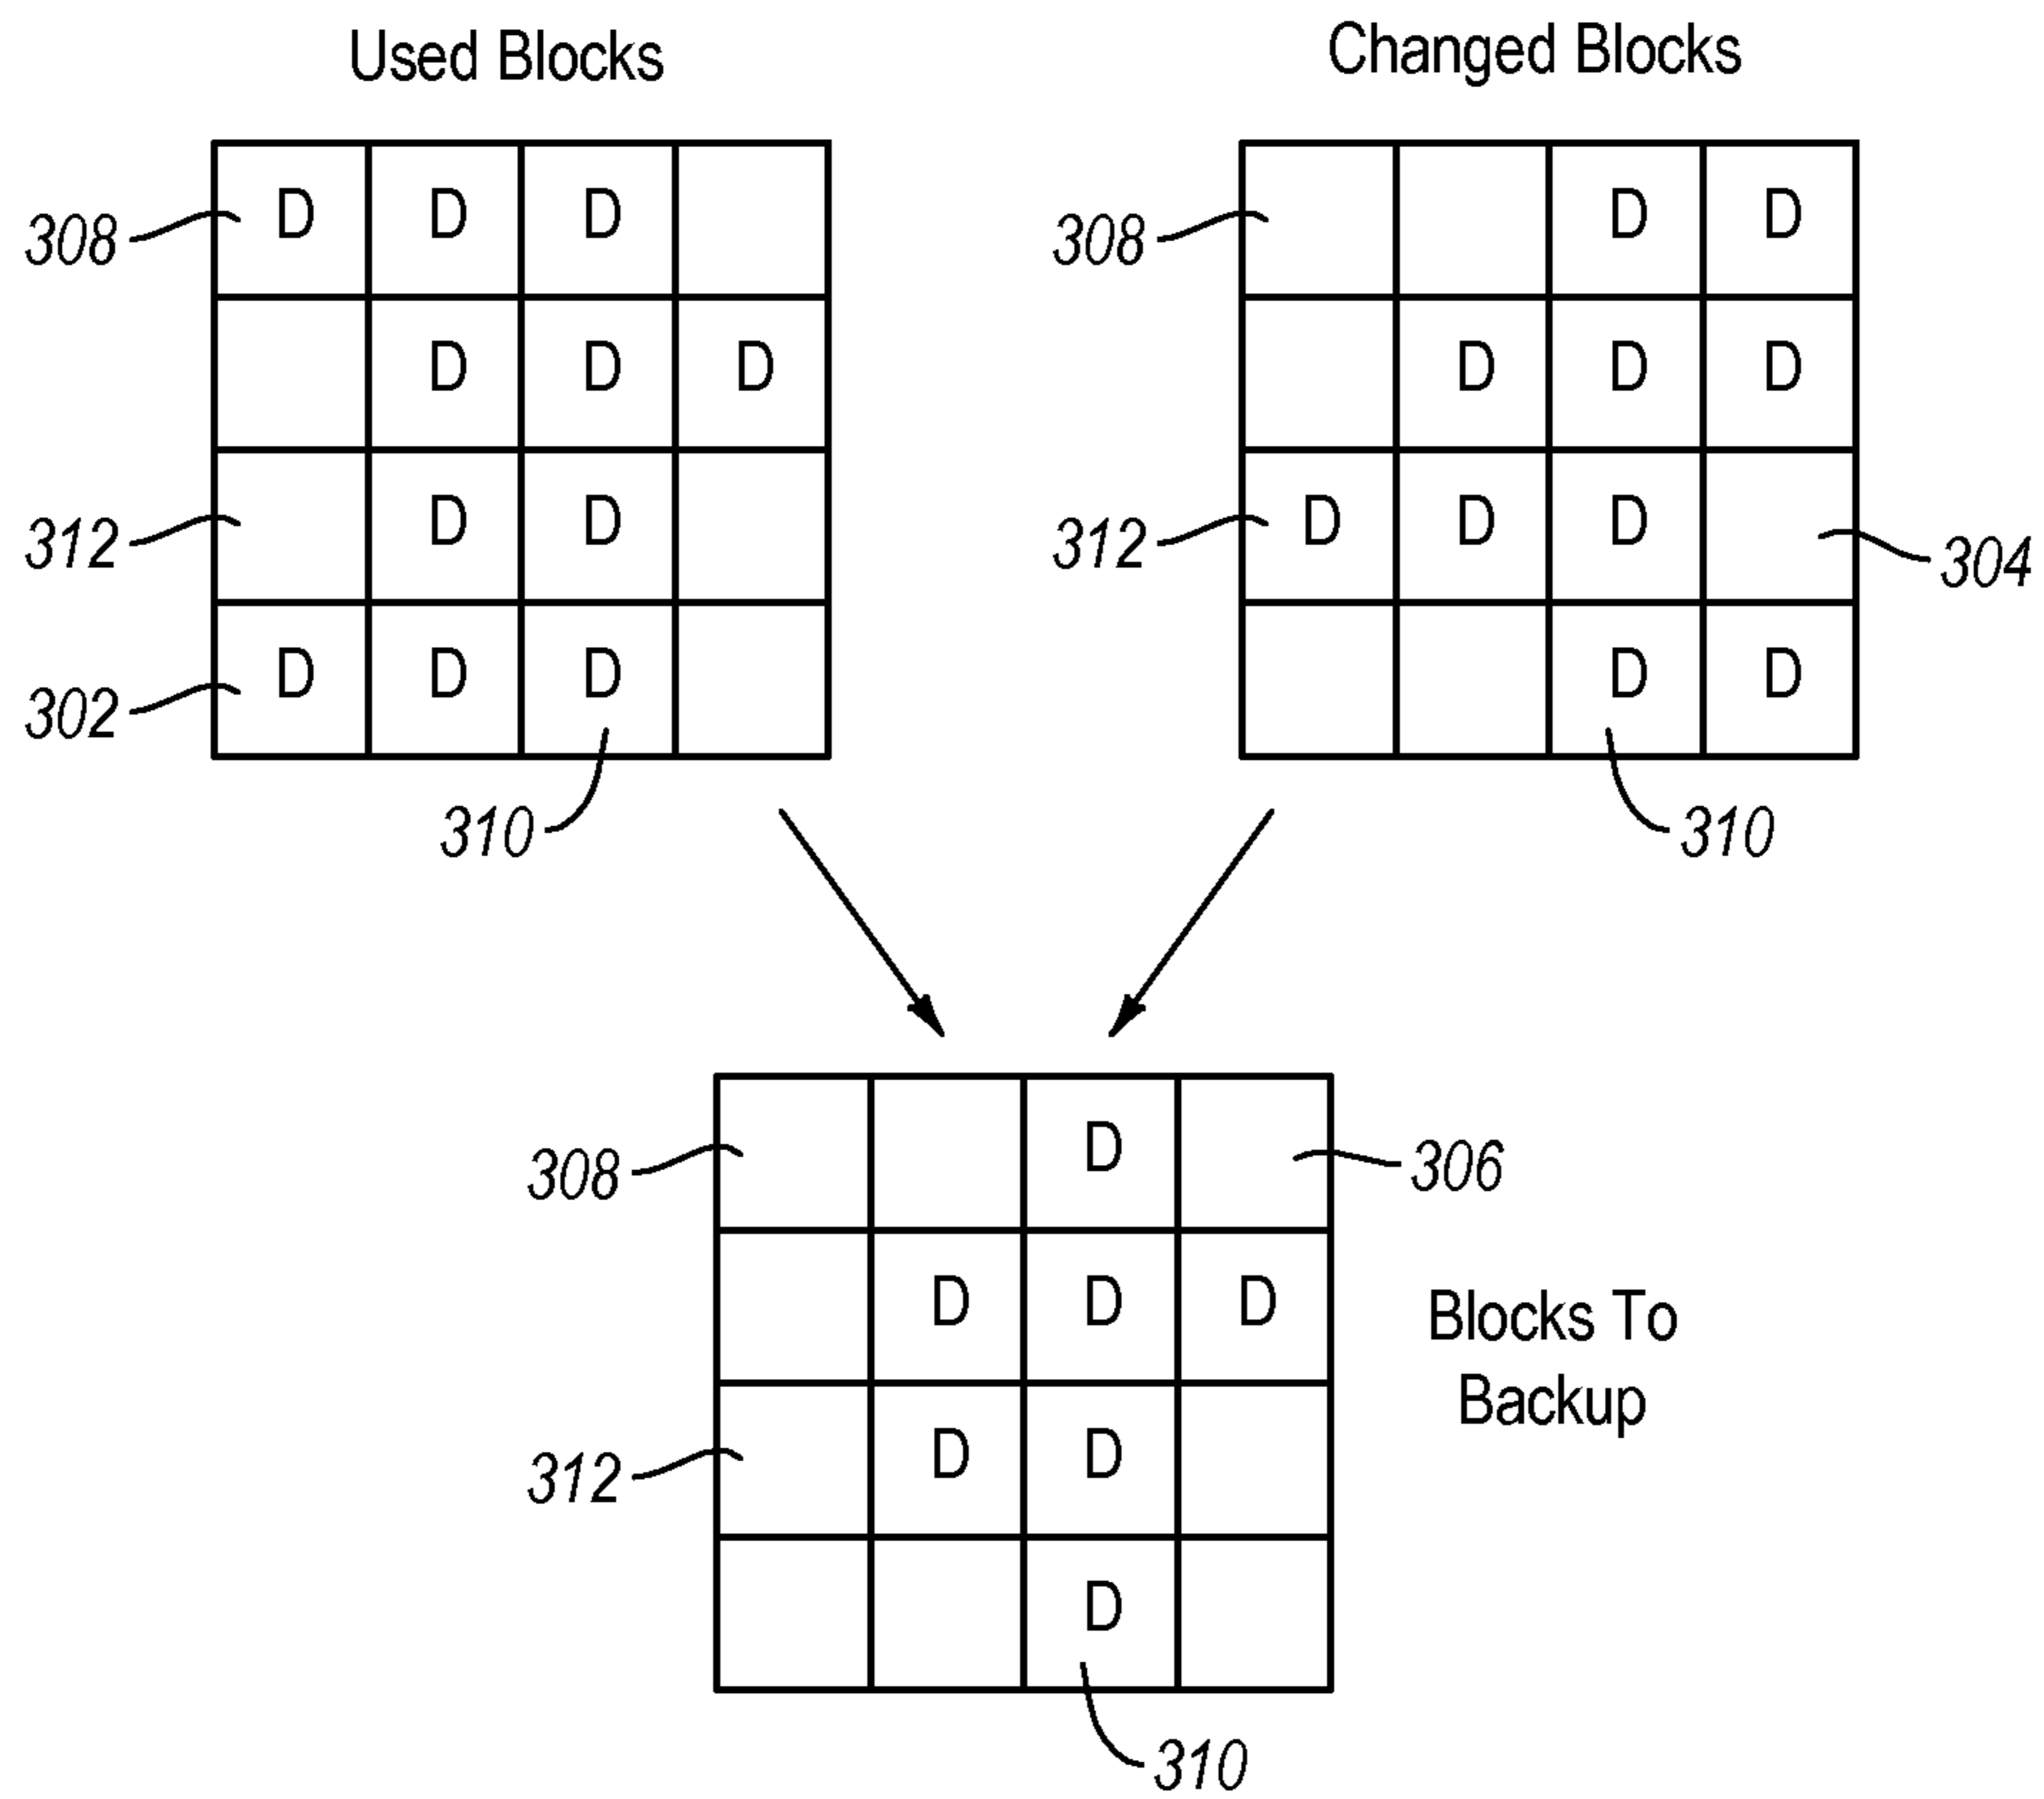 Used Blocks
Changed Blocks
308 D D D
308 D D
D D D
D D D
312 D D
312 D D D
304
302 D D D
D D
310
310
308 D 306
D D D
Blocks To
Backup
312 D D
D
310